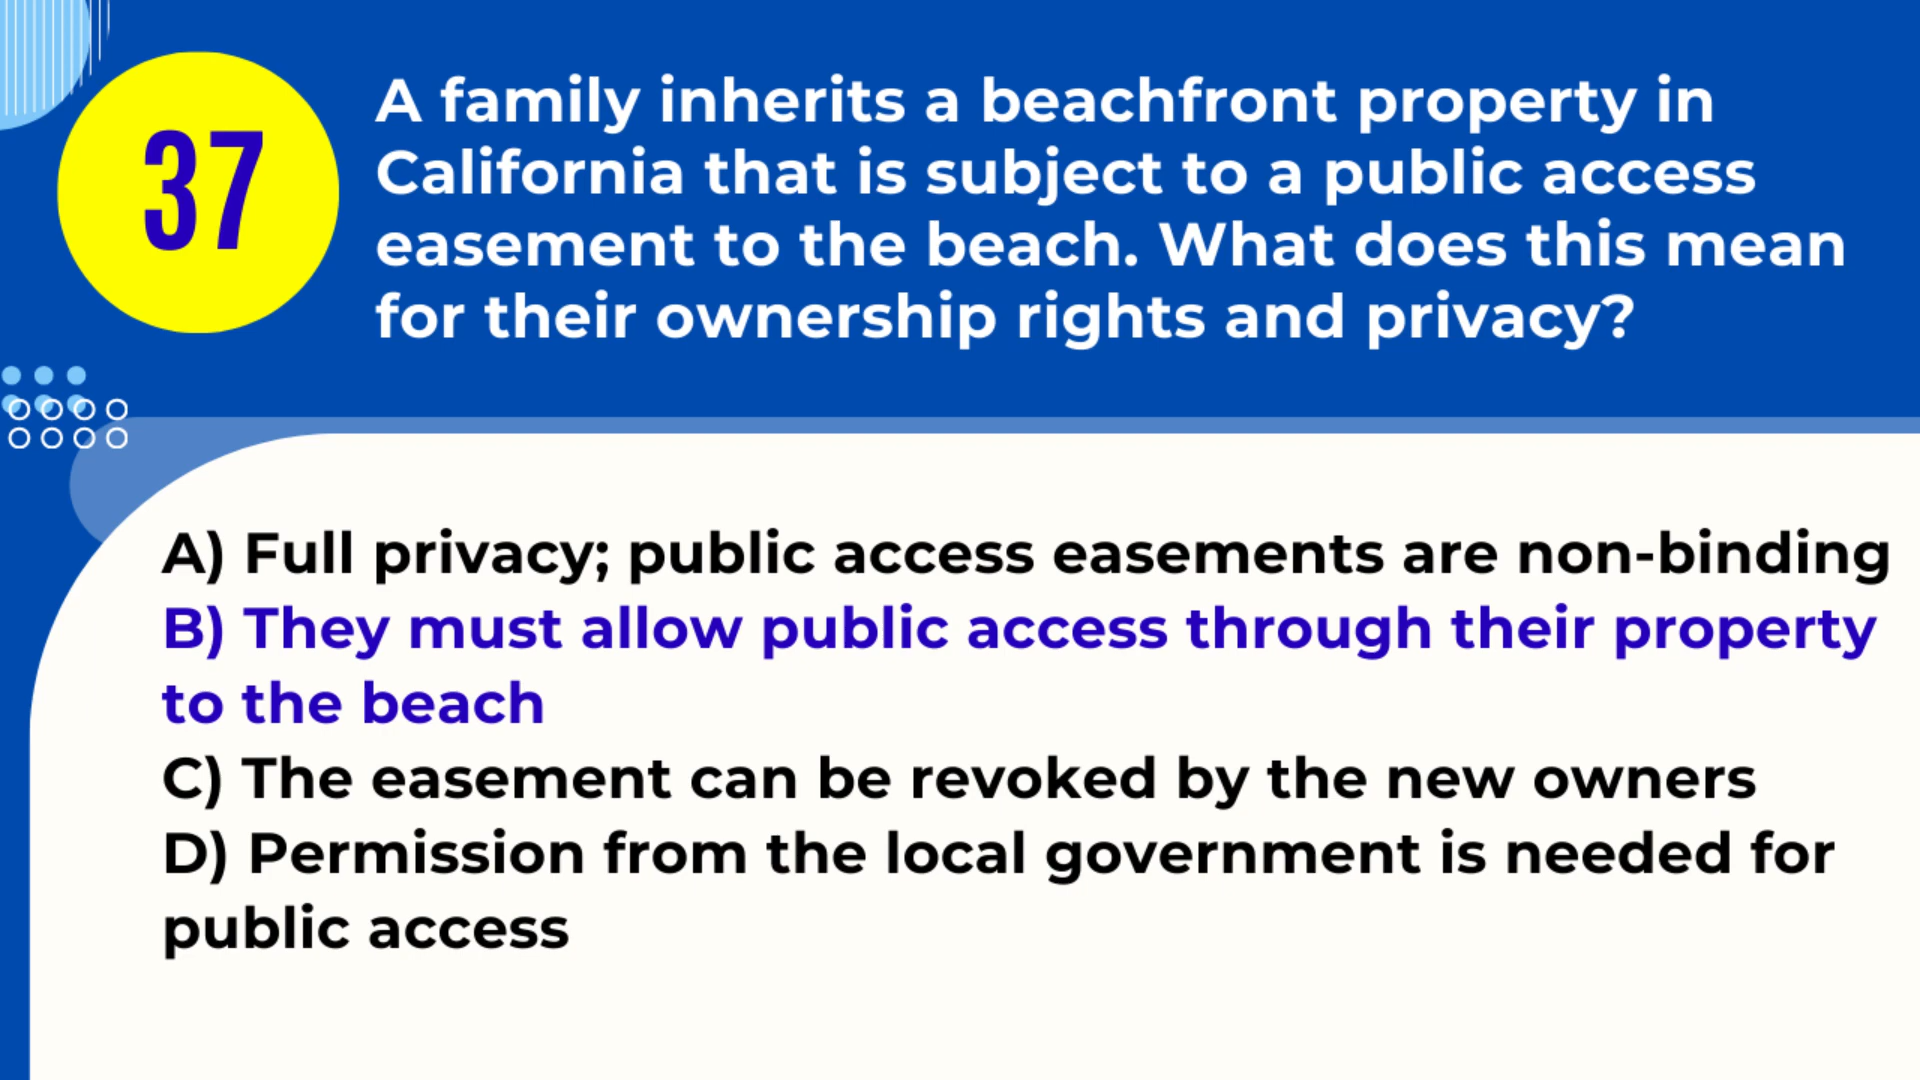 37
A family inherits a beachfront property in
California that is subject to a public access
easement to the beach. What does this mean
for their ownership rights and privacy?
A) Full privacy; public access easements are non-binding
B) They must allow public access through their property
to the beach
C) The easement can be revoked by the new owners
D) Permission from the local government is needed for
public access